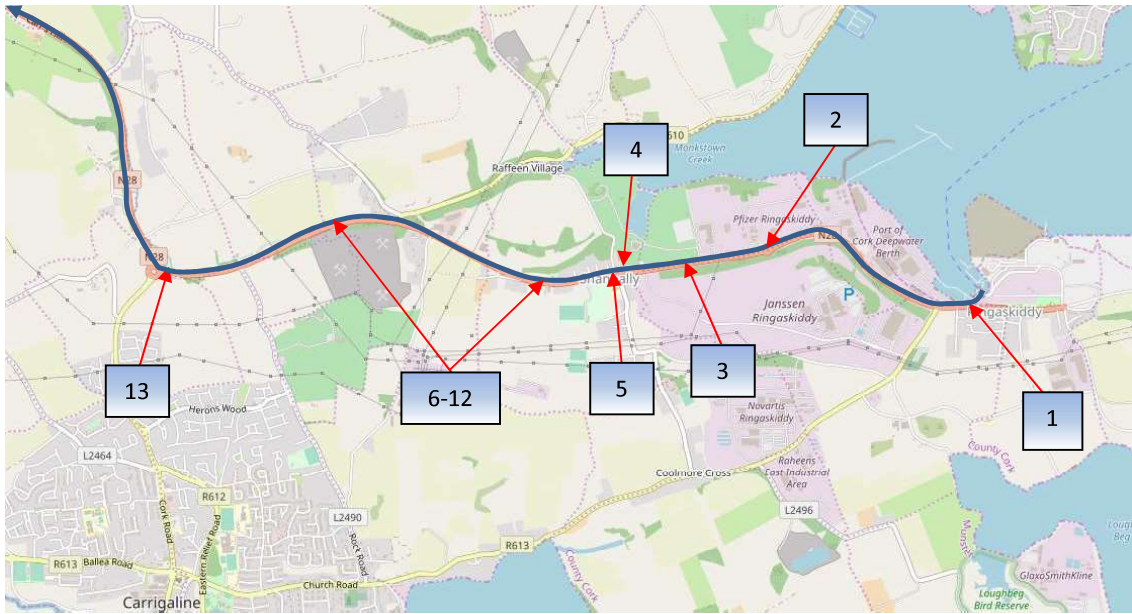 N28
N28
R610
Monkstown
Creek
Raffeen Village
2
4
Pfizer Ringaskiddy
N28
Port of
Cork Deepwater
Berth
Shanbally
Janssen
Ringaskiddy
P
Ringaskiddy
13
6-12
5
3
1
Herons Wood
L2464
R612
Cork Road
Eastern Relief Road
R613
Ballea Road
Carrigaline
Church Road
L2490
Rock Road
R613
Novartis
Ringaskiddy
Coolmore Cross
Raheens
East Industrial
Area
L2496
County Cork
County
Cork
Munster
Loughbeg
Bird Reserve
GlaxoSmithKline